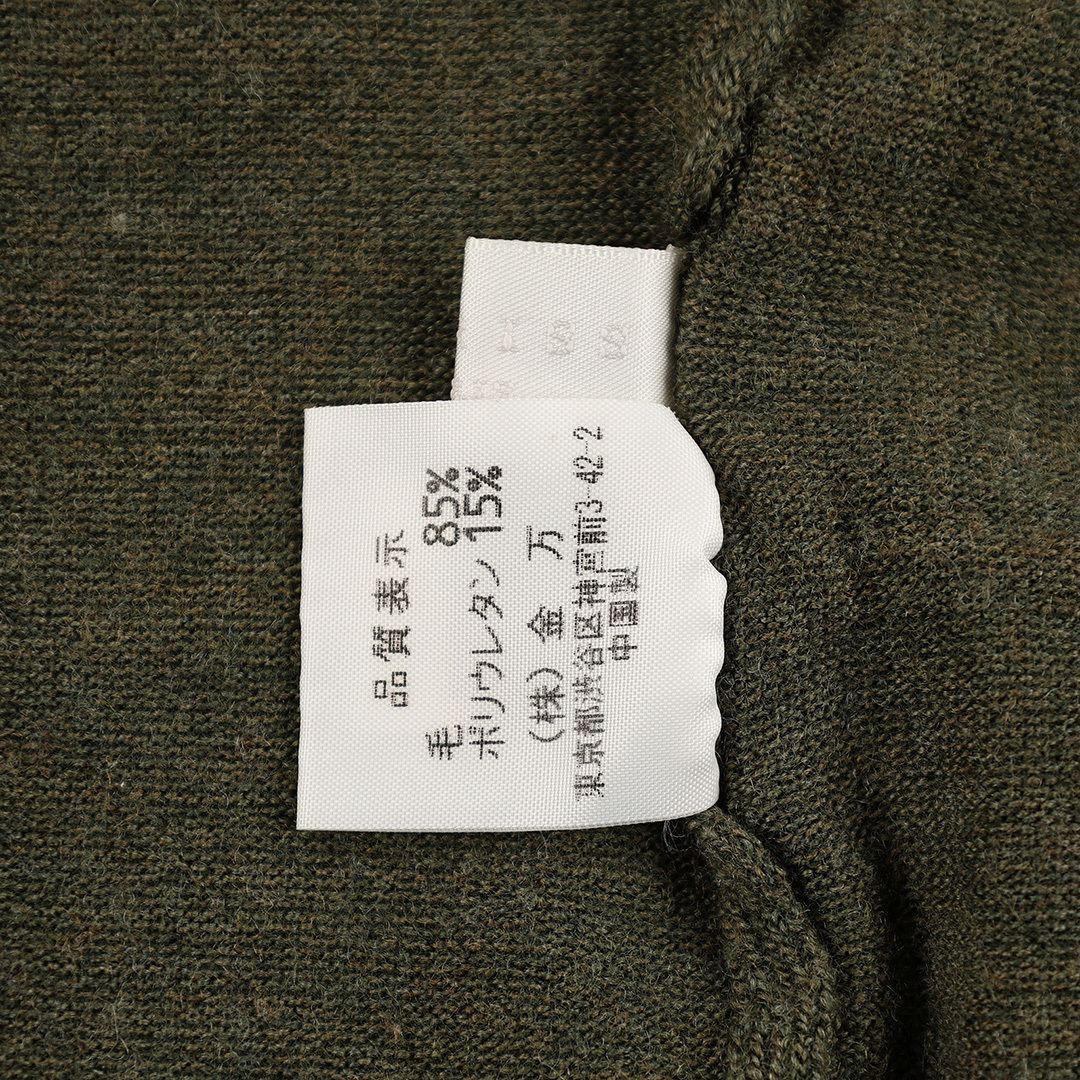 品質表示
毛 85%
ポリウレタン 15%
(株) 金 万
東京都渋谷区神宮前3-42-2
中国製